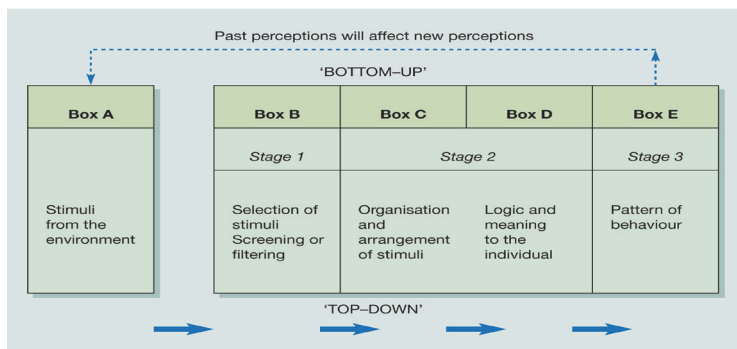 Past perceptions will affect new perceptions
‘BOTTOM–UP’
Box A
Box B
Box C
Box D
Box E
Stage 1
Stage 2
Stage 3
Stimuli
from the
environment
Selection of
stimuli
Screening or
filtering
Organisation
and
arrangement
of stimuli
Logic and
meaning
to the
individual
Pattern of
behaviour
‘TOP–DOWN’